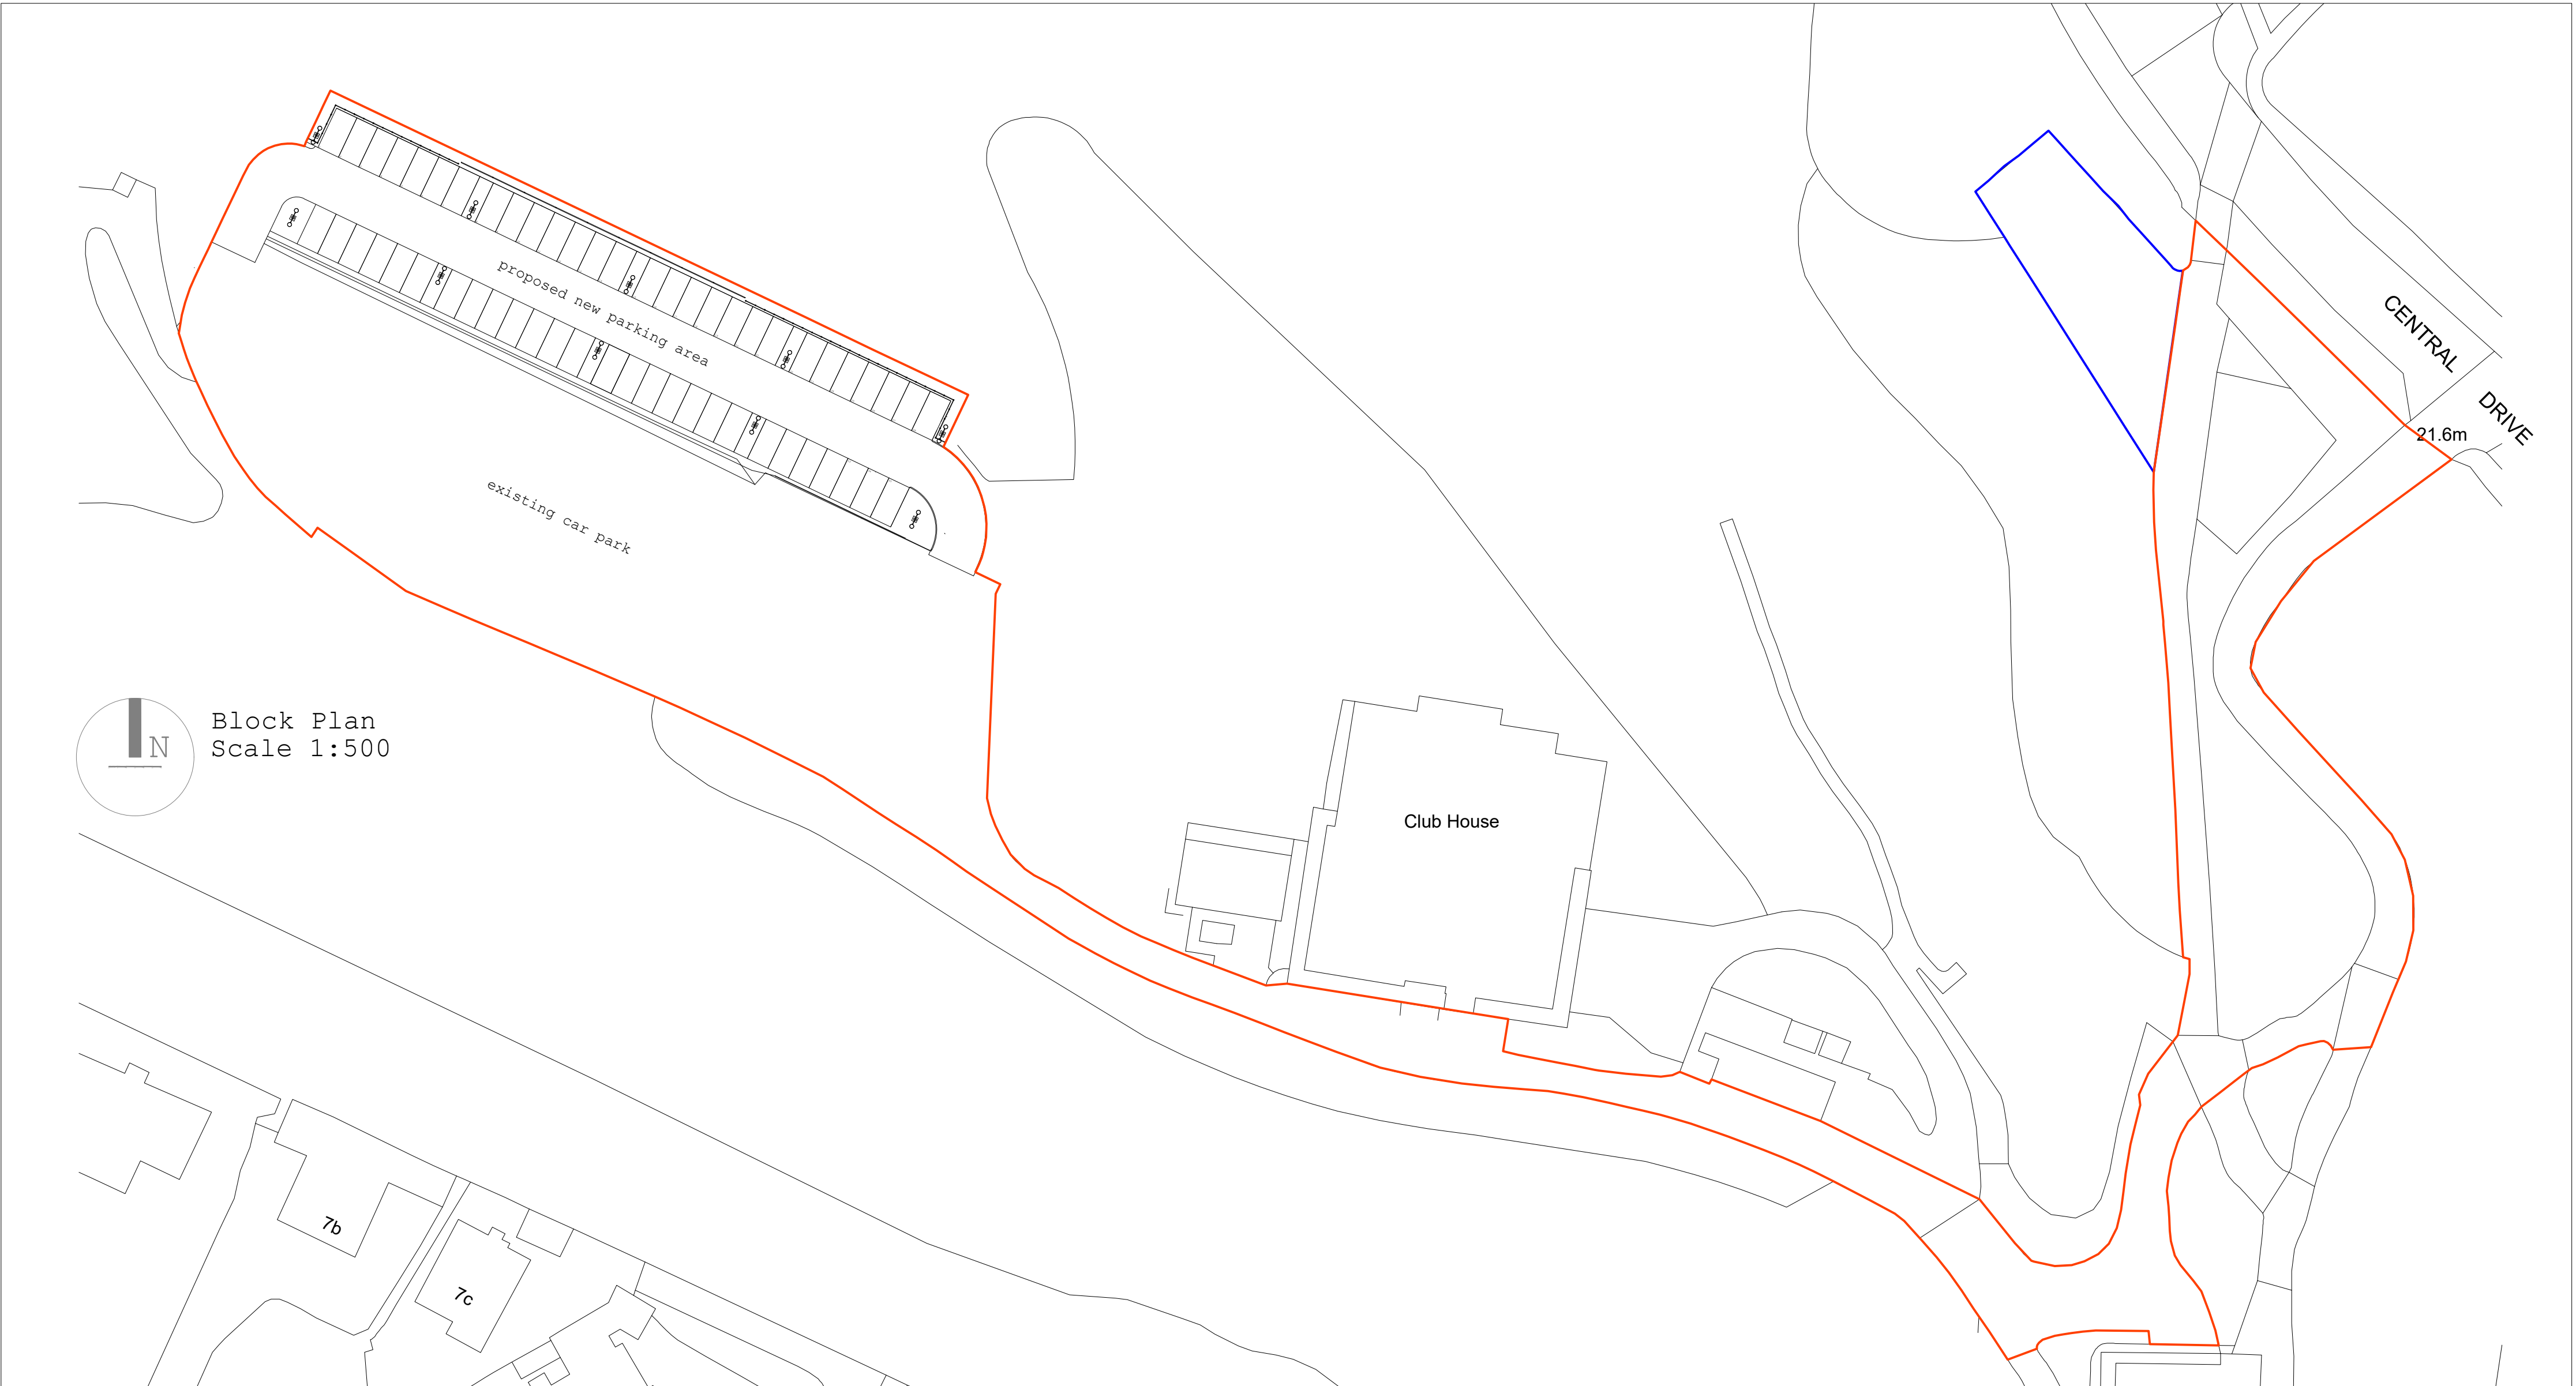 proposed new parking area
existing car park
CENTRAL
DRIVE
21.6m
N
Block Plan
Scale 1:500
Club House
7b
7c